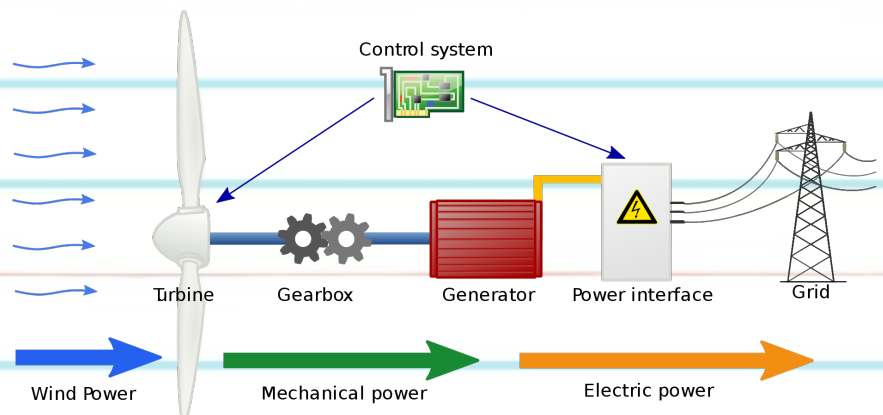 Control system
Turbine
Gearbox
Generator
Power interface
Grid
Wind Power
Mechanical power
Electric power